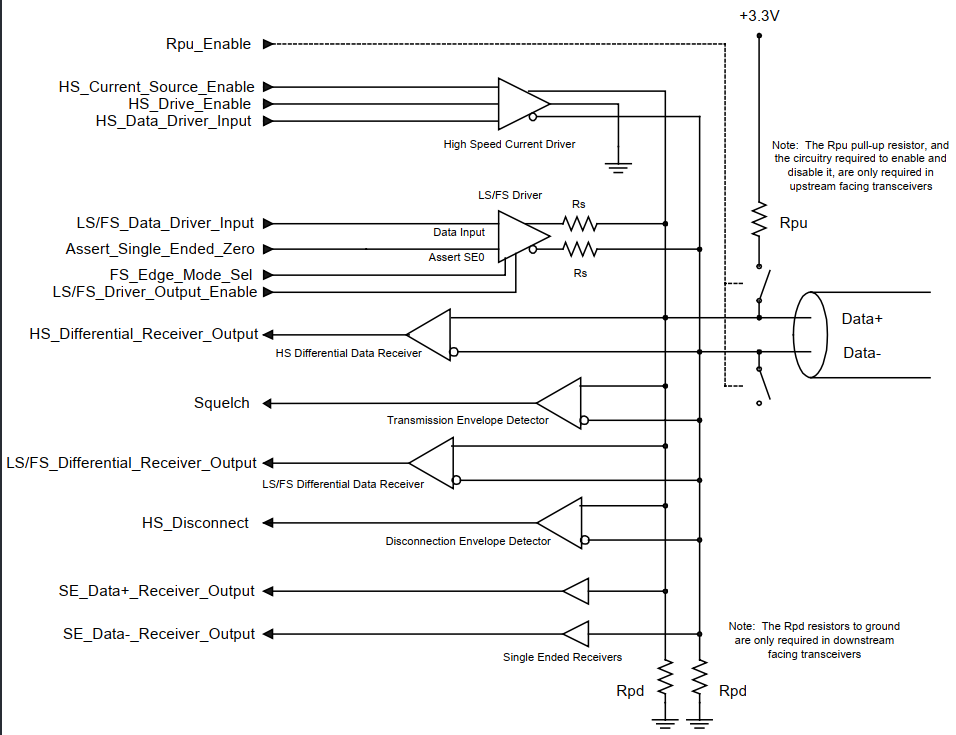 +3.3V
Rpu_Enable
HS_Current_Source_Enable
HS_Drive_Enable
HS_Data_Driver_Input
High Speed Current Driver
Note: The Rpu pull-up resistor, and
the circuitry required to enable and
disable it, are only required in
upstream facing transceivers
LS/FS Driver
Rs
LS/FS_Data_Driver_Input
Data Input
Rpu
Assert_Single_Ended_Zero
Assert SE0
Rs
FS_Edge_Mode_Sel
LS/FS_Driver_Output_Enable
Data+
HS_Differential_Receiver_Output
HS Differential Data Receiver
Data-
Squelch
Transmission Envelope Detector
LS/FS_Differential_Receiver_Output
LS/FS Differential Data Receiver
HS_Disconnect
Disconnection Envelope Detector
SE_Data+_Receiver_Output
SE_Data-_Receiver_Output
Single Ended Receivers
Note: The Rpd resistors to ground
are only required in downstream
facing transceivers
Rpd
Rpd